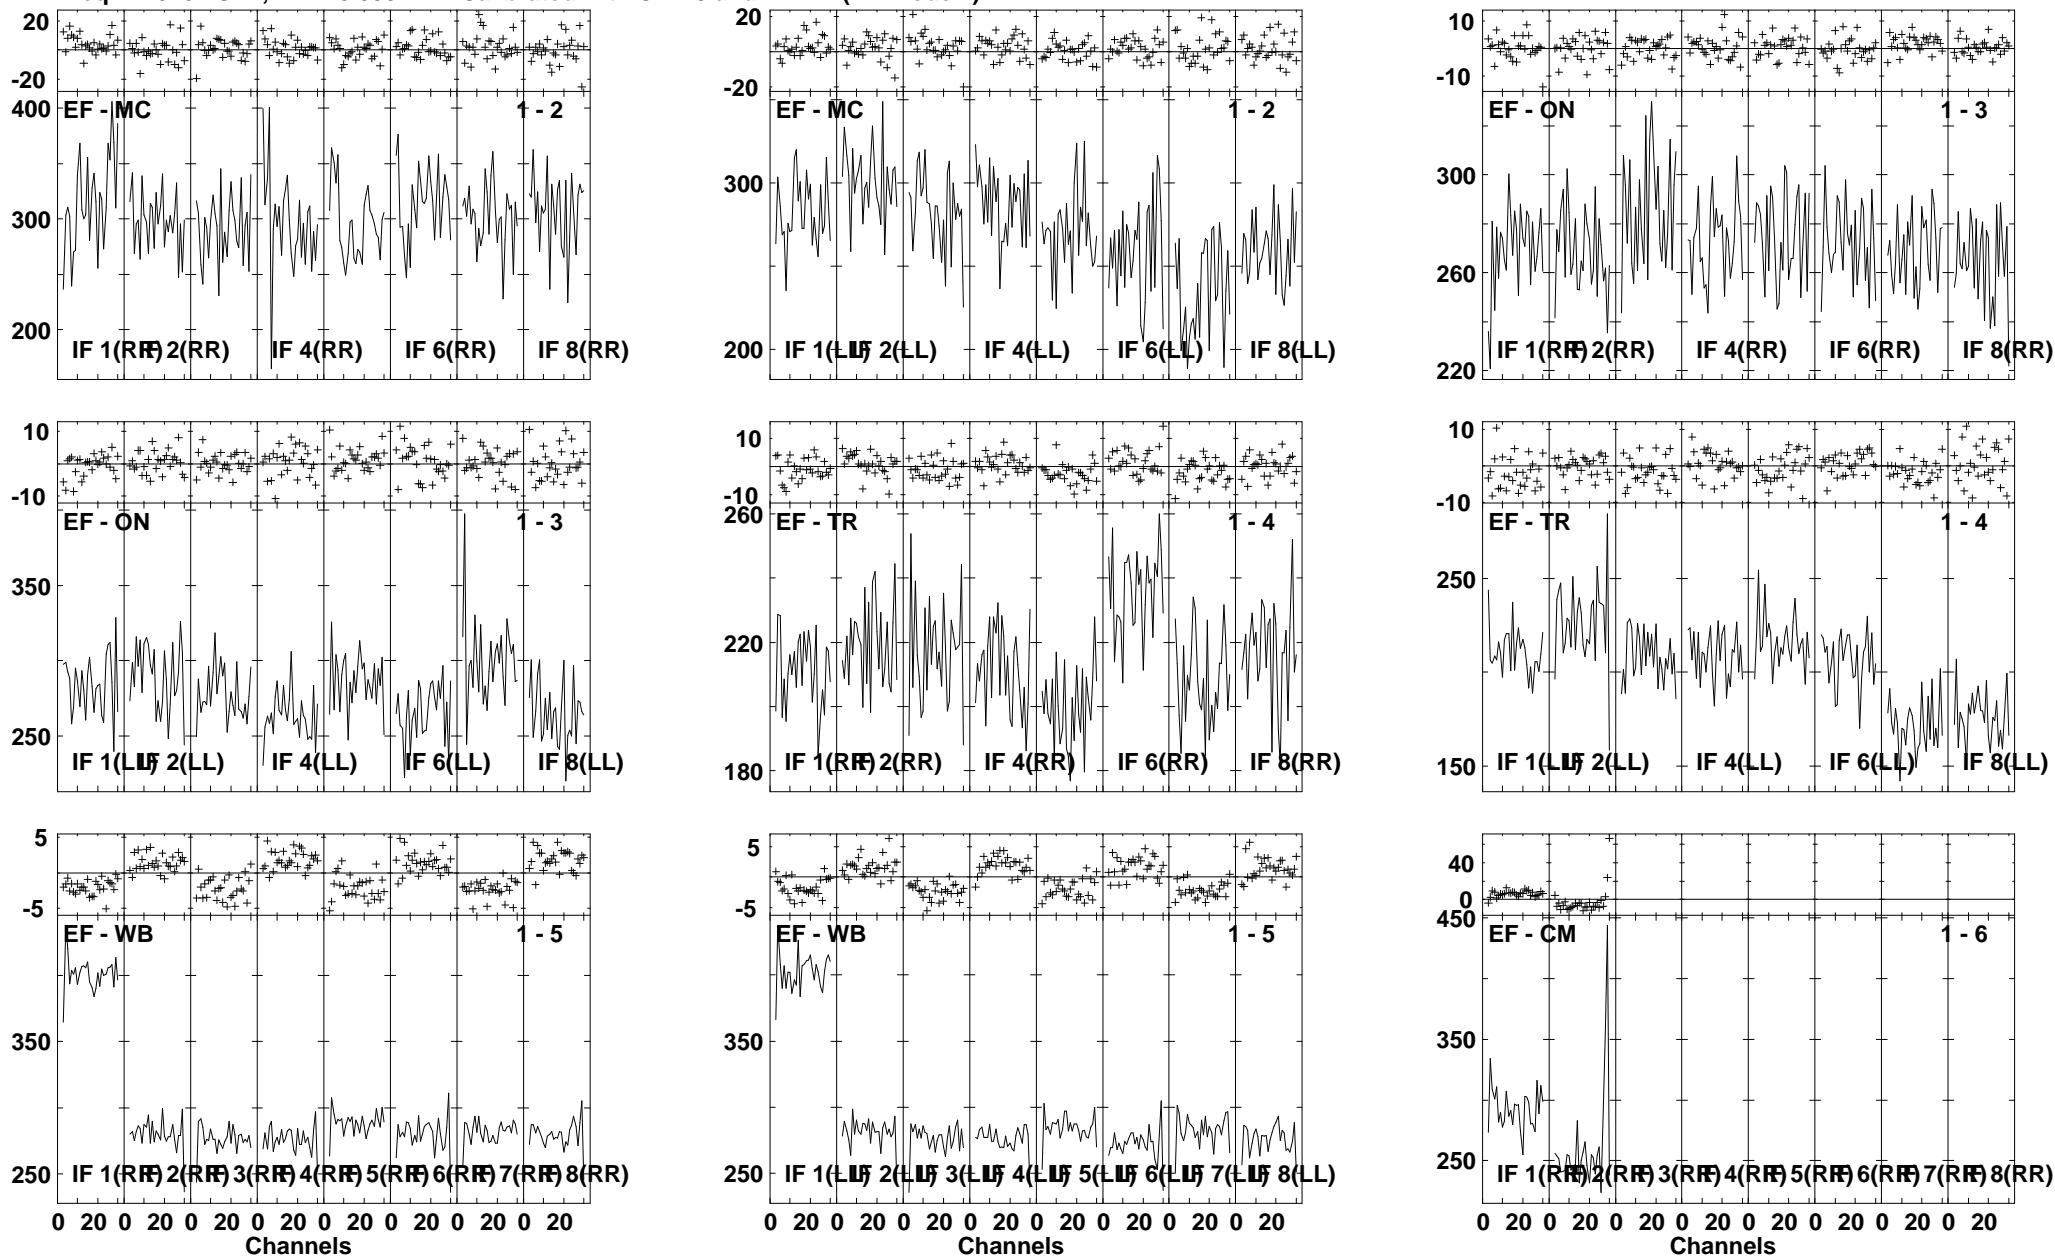 20
-20
400
300
200
EF - MC
1 - 2
IF 1(RR) IF 2(RR) IF 4(RR) IF 6(RR) IF 8(RR)
20
0
-20
300
200
EF - MC
1 - 2
IF 1(LL) IF 2(LL) IF 4(LL) IF 6(LL) IF 8(LL)
10
-10
300
260
220
EF - ON
1 - 3
IF 1(RR) IF 2(RR) IF 4(RR) IF 6(RR) IF 8(RR)
10
-10
350
250
EF - ON
1 - 3
IF 1(LL) IF 2(LL) IF 4(LL) IF 6(LL) IF 8(LL)
10
-10
260
220
180
EF - TR
1 - 4
IF 1(RR) IF 2(RR) IF 4(RR) IF 6(RR) IF 8(RR)
10
-10
250
150
EF - TR
1 - 4
IF 1(LL) IF 2(LL) IF 4(LL) IF 6(LL) IF 8(LL)
5
-5
350
250
EF - WB
1 - 5
IF 1(RR) IF 2(RR) IF 3(RR) IF 4(RR) IF 5(RR) IF 6(RR) IF 7(RR) IF 8(RR)
0 20 0 20 0 20 0 20 0 20 0 20 0 20 0 20
Channels
5
-5
350
250
EF - WB
1 - 5
IF 1(LL) IF 2(LL) IF 3(LL) IF 4(LL) IF 5(LL) IF 6(LL) IF 7(LL) IF 8(LL)
0 20 0 20 0 20 0 20 0 20 0 20 0 20 0 20
Channels
40
0
450
350
250
EF - CM
1 - 6
IF 1(RR) IF 2(RR) IF 3(RR) IF 4(RR) IF 5(RR) IF 6(RR) IF 7(RR) IF 8(RR)
0 20 0 20 0 20 0 20 0 20 0 20 0 20 0 20
Channels